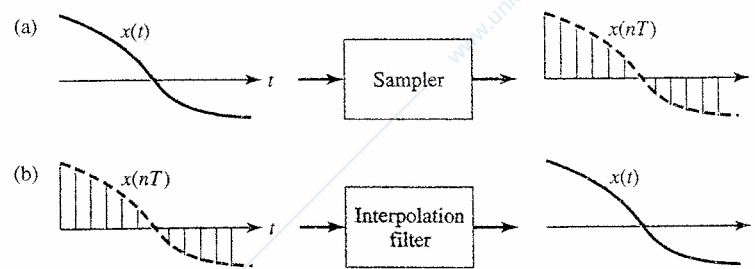 (a)
x(t)
t
Sampler
x(nT)
(b)
x(nT)
t
Interpolation
filter
x(t)